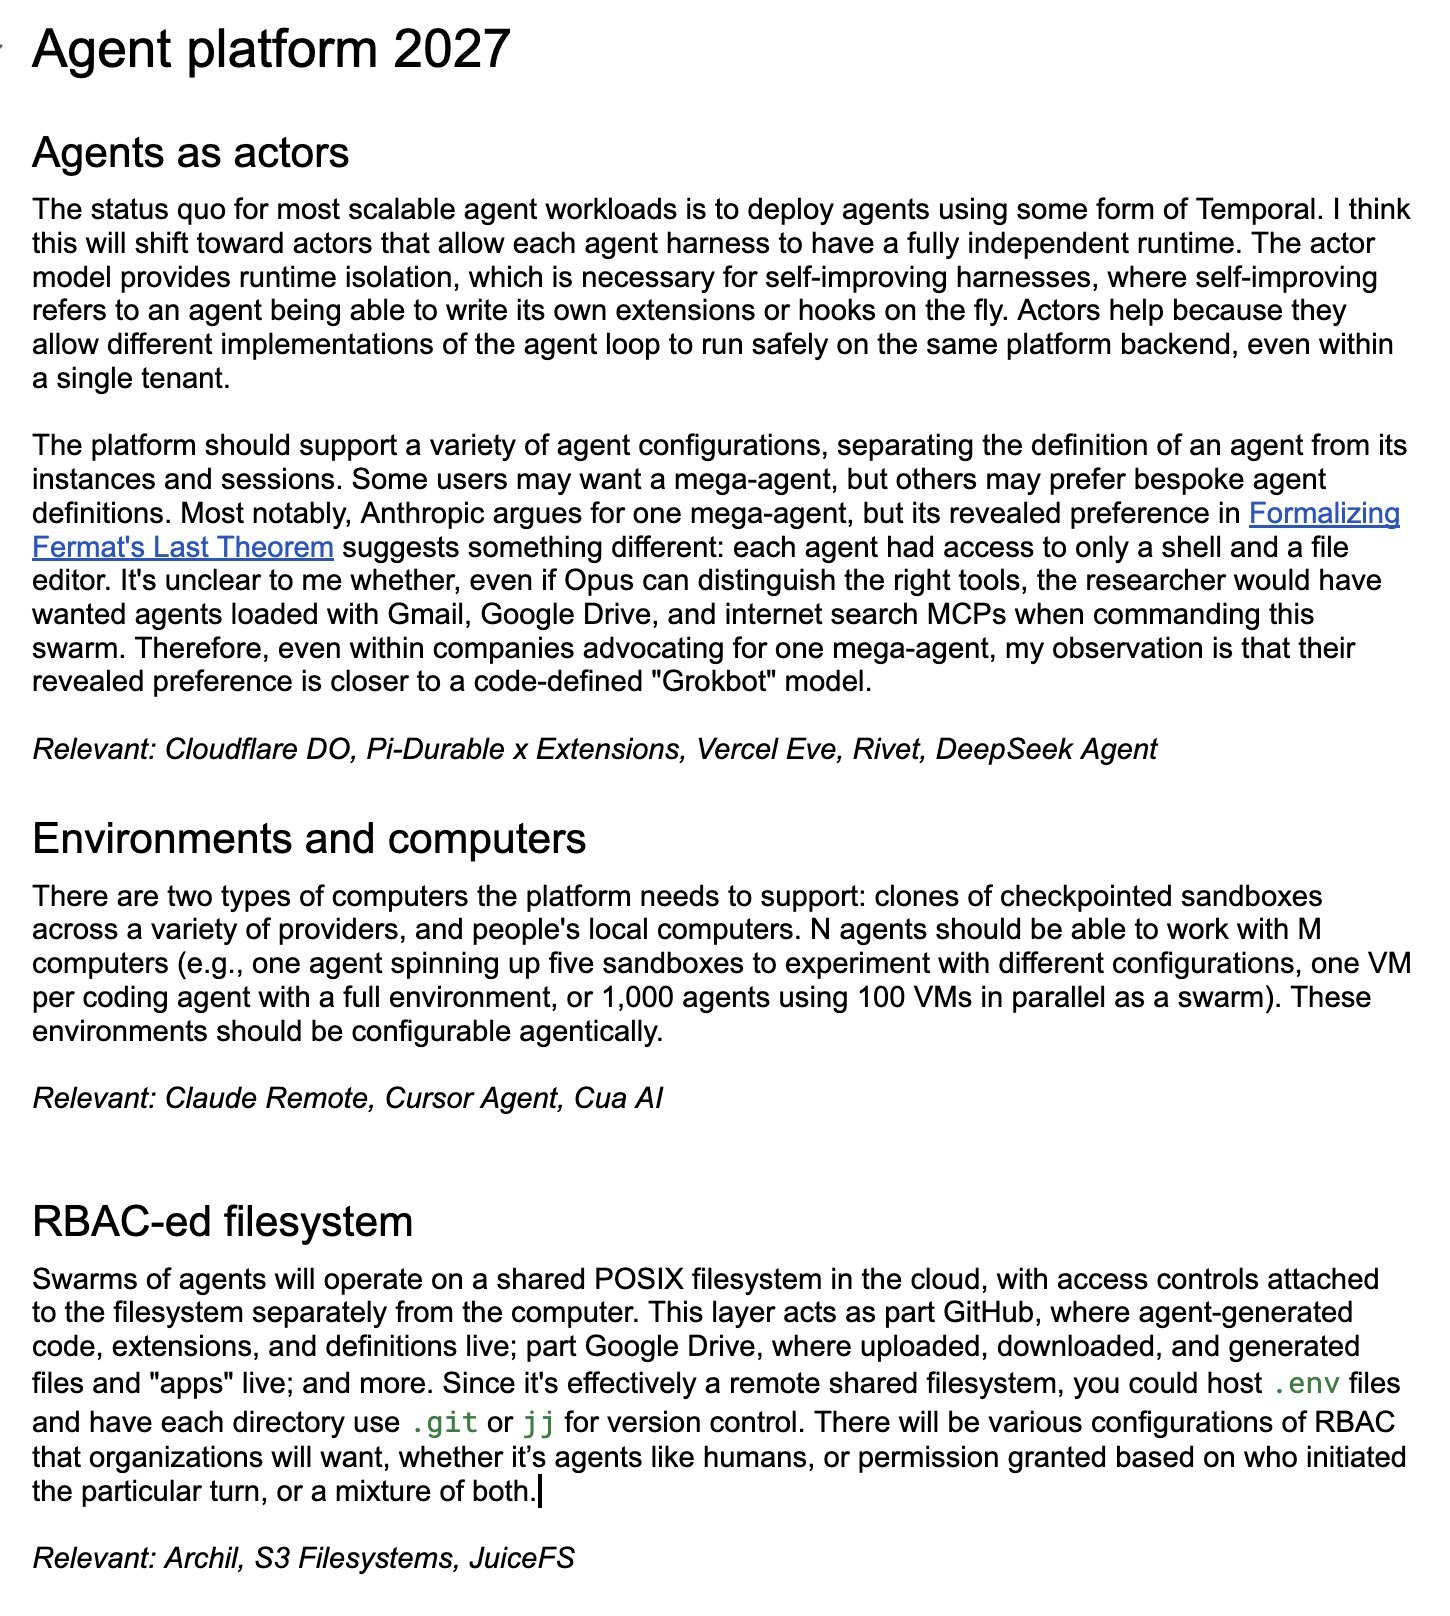 Agent platform 2027
Agents as actors
The status quo for most scalable agent workloads is to deploy agents using some form of Temporal. I think
this will shift toward actors that allow each agent harness to have a fully independent runtime. The actor
model provides runtime isolation, which is necessary for self-improving harnesses, where self-improving
refers to an agent being able to write its own extensions or hooks on the fly. Actors help because they
allow different implementations of the agent loop to run safely on the same platform backend, even within
a single tenant.
The platform should support a variety of agent configurations, separating the definition of an agent from its
instances and sessions. Some users may want a mega-agent, but others may prefer bespoke agent
definitions. Most notably, Anthropic argues for one mega-agent, but its revealed preference in Formalizing
Fermat's Last Theorem suggests something different: each agent had access to only a shell and a file
editor. It's unclear to me whether, even if Opus can distinguish the right tools, the researcher would have
wanted agents loaded with Gmail, Google Drive, and internet search MCPs when commanding this
swarm. Therefore, even within companies advocating for one mega-agent, my observation is that their
revealed preference is closer to a code-defined "Grokbot" model.
Relevant: Cloudflare DO, Pi-Durable x Extensions, Vercel Eve, Rivet, DeepSeek Agent
Environments and computers
There are two types of computers the platform needs to support: clones of checkpointed sandboxes
across a variety of providers, and people's local computers. N agents should be able to work with M
computers (e.g., one agent spinning up five sandboxes to experiment with different configurations, one VM
per coding agent with a full environment, or 1,000 agents using 100 VMs in parallel as a swarm). These
environments should be configurable agentically.
Relevant: Claude Remote, Cursor Agent, Cua AI
RBAC-ed filesystem
Swarms of agents will operate on a shared POSIX filesystem in the cloud, with access controls attached
to the filesystem separately from the computer. This layer acts as part GitHub, where agent-generated
code, extensions, and definitions live; part Google Drive, where uploaded, downloaded, and generated
files and "apps" live; and more. Since it's effectively a remote shared filesystem, you could host .env files
and have each directory use .git or jj for version control. There will be various configurations of RBAC
that organizations will want, whether it’s agents like humans, or permission granted based on who initiated
the particular turn, or a mixture of both.
Relevant: Archil, S3 Filesystems, JuiceFS